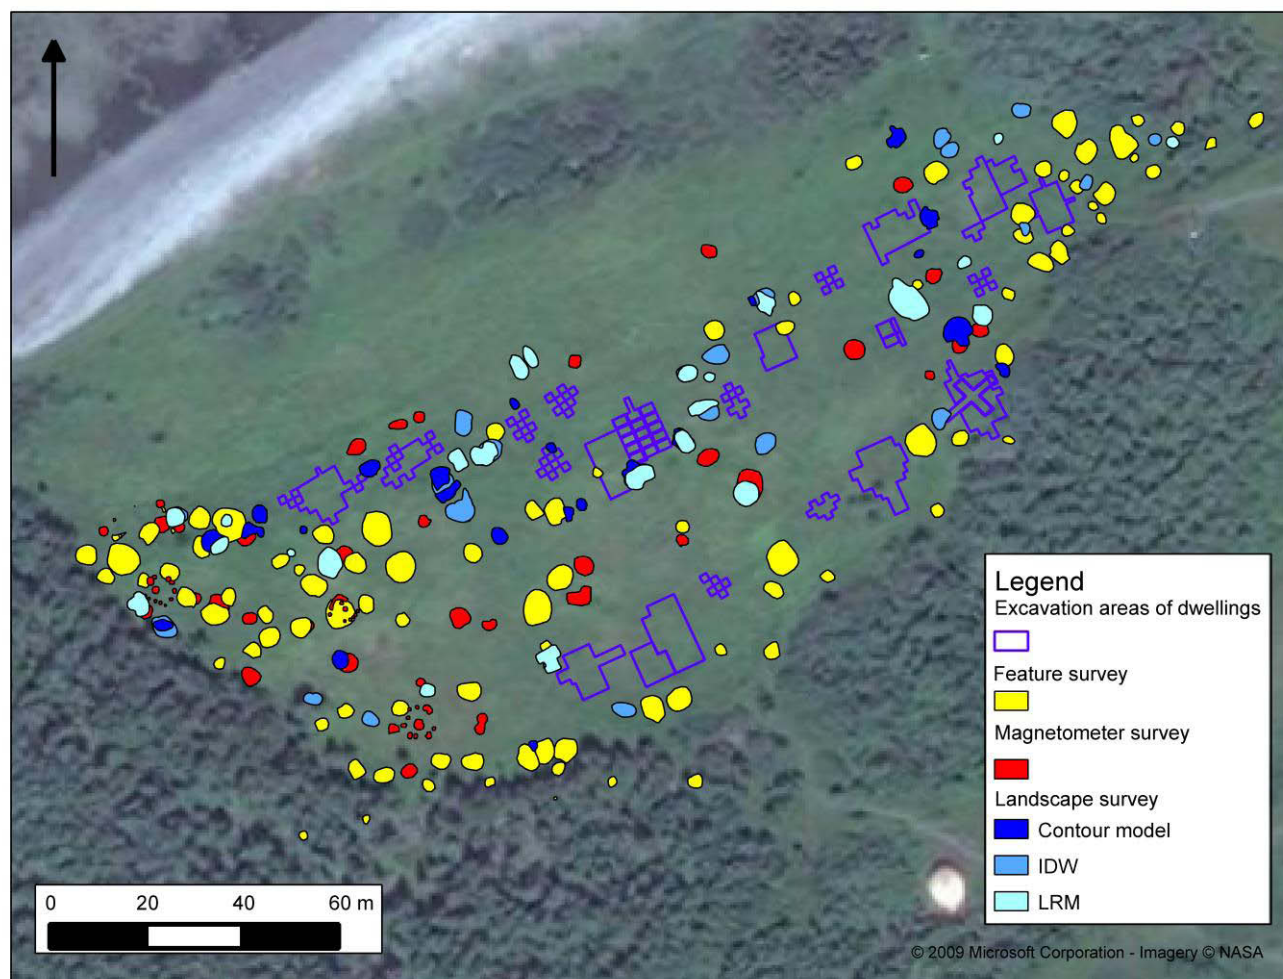 Legend
Excavation areas of dwellings
Feature survey
Magnetometer survey
Landscape survey
Contour model
IDW
LRM
0 20 40 60 m
© 2009 Microsoft Corporation - Imagery © NASA